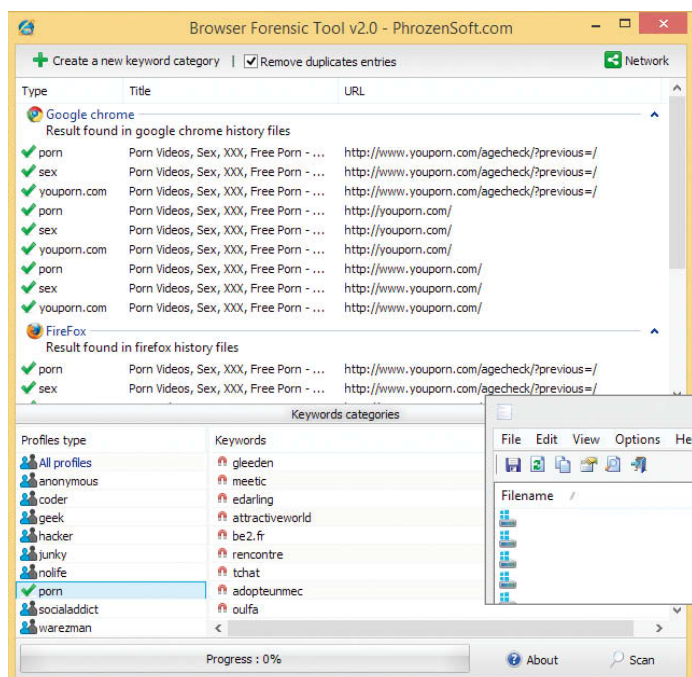 Browser Forensic Tool v2.0 - PhrozenSoft.com
Create a new keyword category | Remove duplicates entries Network
Type Title URL
Google chrome
Result found in google chrome history files
porn Porn Videos, Sex, XXX, Free Porn - ... http://www.youporn.com/agecheck/?previous=/
sex Porn Videos, Sex, XXX, Free Porn - ... http://www.youporn.com/agecheck/?previous=/
youporn.com Porn Videos, Sex, XXX, Free Porn - ... http://www.youporn.com/agecheck/?previous=/
porn Porn Videos, Sex, XXX, Free Porn - ... http://youporn.com/
sex Porn Videos, Sex, XXX, Free Porn - ... http://youporn.com/
youporn.com Porn Videos, Sex, XXX, Free Porn - ... http://youporn.com/
porn Porn Videos, Sex, XXX, Free Porn - ... http://www.youporn.com/
sex Porn Videos, Sex, XXX, Free Porn - ... http://www.youporn.com/
youporn.com Porn Videos, Sex, XXX, Free Porn - ... http://www.youporn.com/
FireFox
Result found in firefox history files
porn Porn Videos, Sex, XXX, Free Porn - ... http://www.youporn.com/agecheck/?previous=/
sex Porn Videos, Sex, XXX, Free Porn - ... http://www.youporn.com/agecheck/?previous=/
Keywords categories
Profiles type Keywords
All profiles gleeden
anonymous meetic
coder edarling
geek attractiveworld
hacker be2.fr
junky rencontre
nolife tchat
porn adopteunmec
socialaddict oulfa
warezman
File Edit View Options He
Filename /
Progress : 0% About Scan